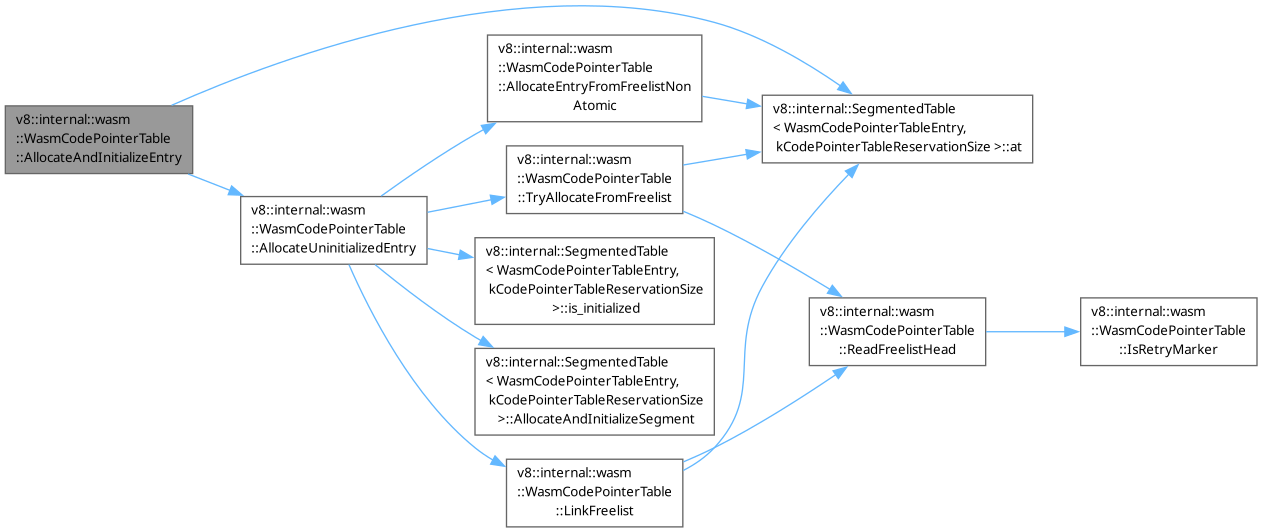 v8::internal::wasm
::WasmCodePointerTable
::AllocateAndInitializeEntry
v8::internal::wasm
::WasmCodePointerTable
::AllocateUninitializedEntry
v8::internal::wasm
::WasmCodePointerTable
::AllocateEntryFromFreelistNon
Atomic
v8::internal::wasm
::WasmCodePointerTable
::TryAllocateFromFreelist
v8::internal::SegmentedTable
< WasmCodePointerTableEntry,
kCodePointerTableReservationSize
>::is_initialized
v8::internal::SegmentedTable
< WasmCodePointerTableEntry,
kCodePointerTableReservationSize
>::AllocateAndInitializeSegment
v8::internal::wasm
::WasmCodePointerTable
::LinkFreelist
v8::internal::SegmentedTable
< WasmCodePointerTableEntry,
kCodePointerTableReservationSize >::at
v8::internal::wasm
::WasmCodePointerTable
::ReadFreelistHead
v8::internal::wasm
::WasmCodePointerTable
::IsRetryMarker